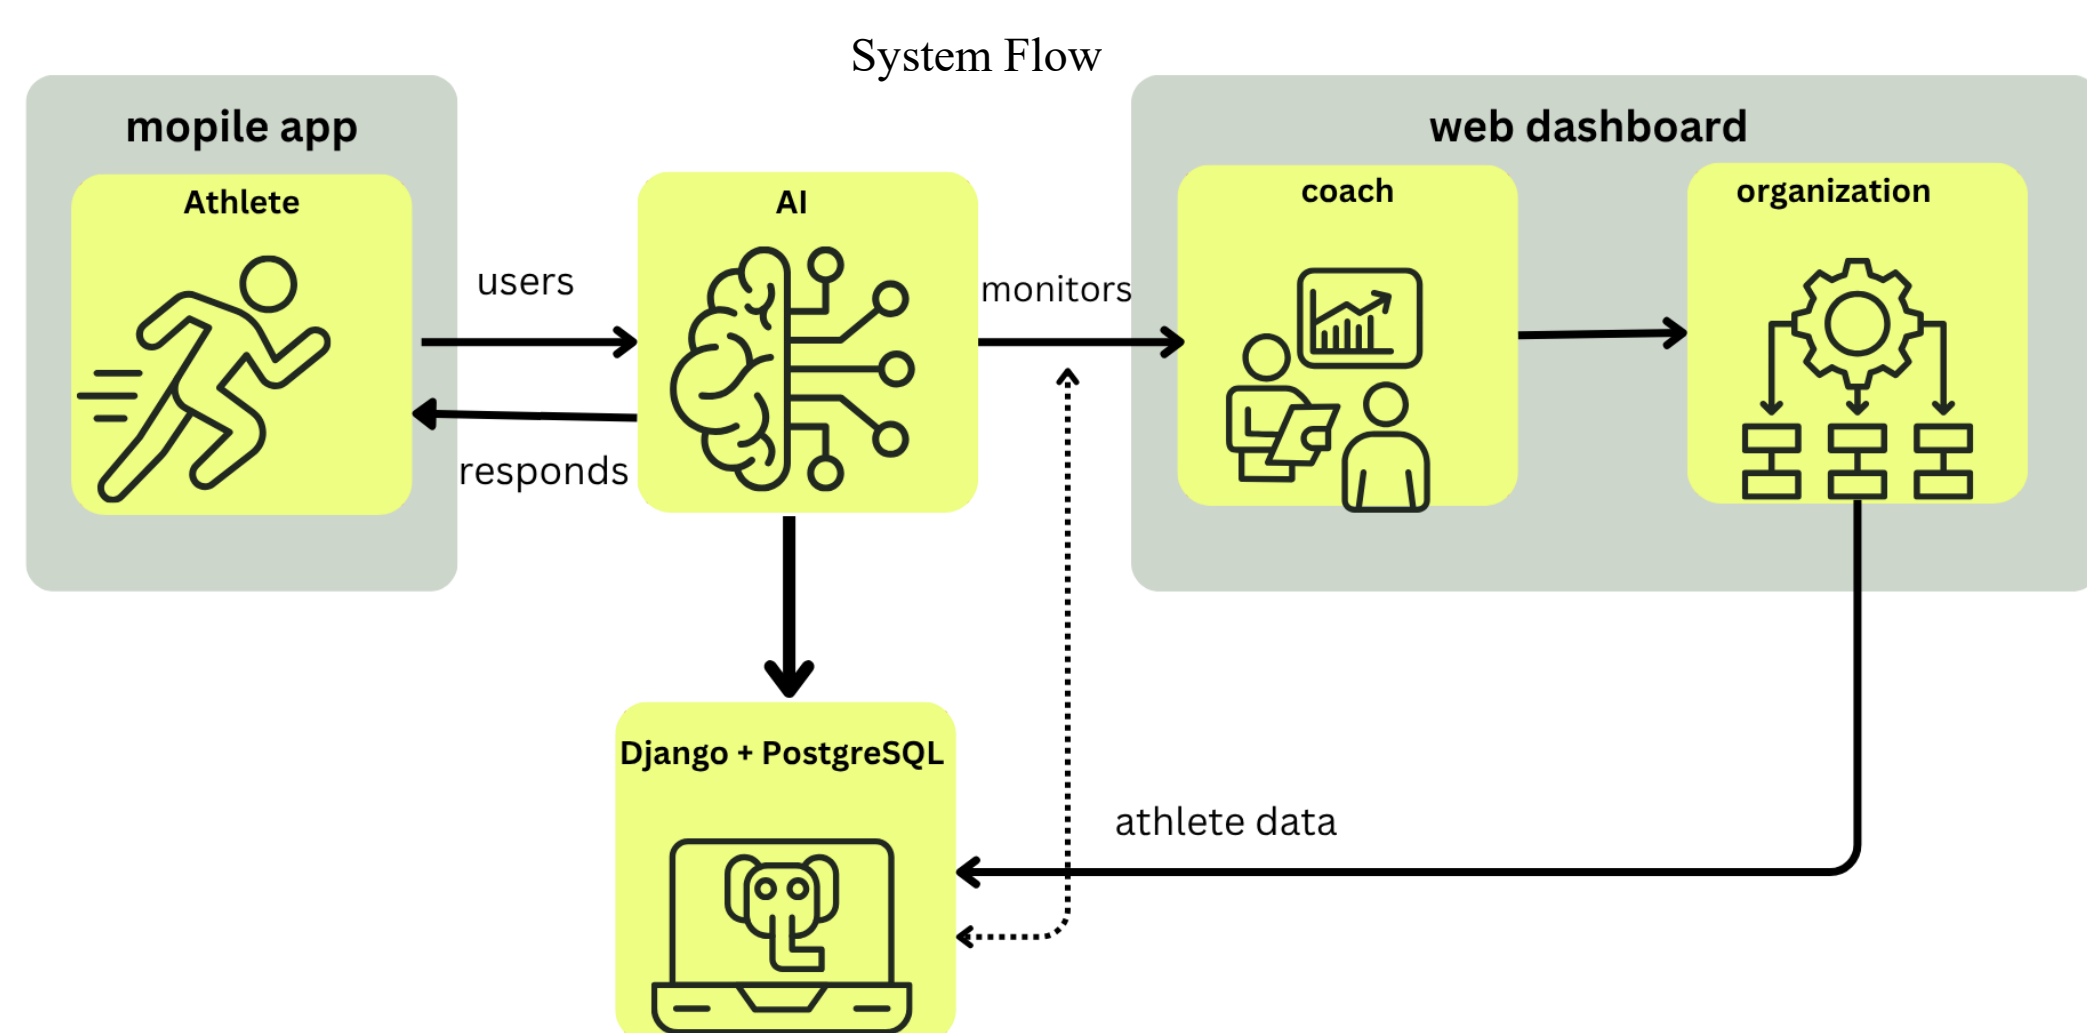 System Flow
mopile app
web dashboard
Athlete
AI
coach
organization
users
monitors
responds
Django + PostgreSQL
athlete data